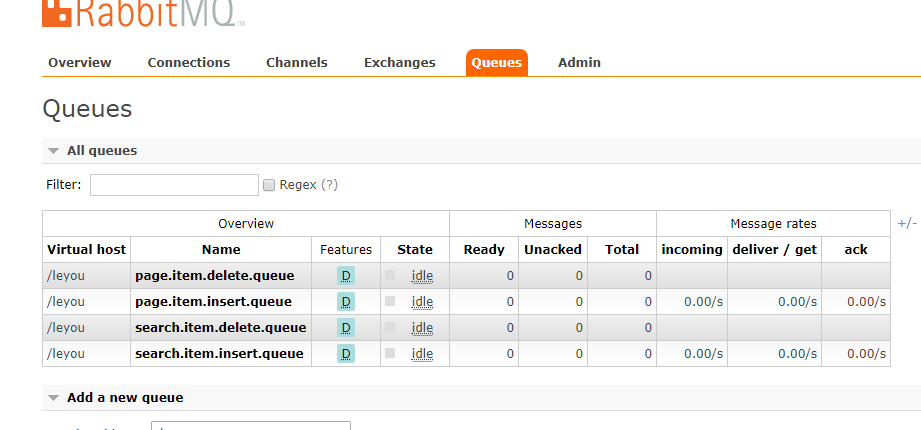 RabbitMQ™
Overview Connections Channels Exchanges Queues Admin
Queues
All queues
Filter: Regex (?)
Overview Messages Message rates +/-
Virtual host Name Features State Ready Unacked Total incoming deliver / get ack
/leyou page.item.delete.queue D idle 0 0 0
/leyou page.item.insert.queue D idle 0 0 0 0.00/s 0.00/s 0.00/s
/leyou search.item.delete.queue D idle 0 0 0
/leyou search.item.insert.queue D idle 0 0 0 0.00/s 0.00/s 0.00/s
Add a new queue